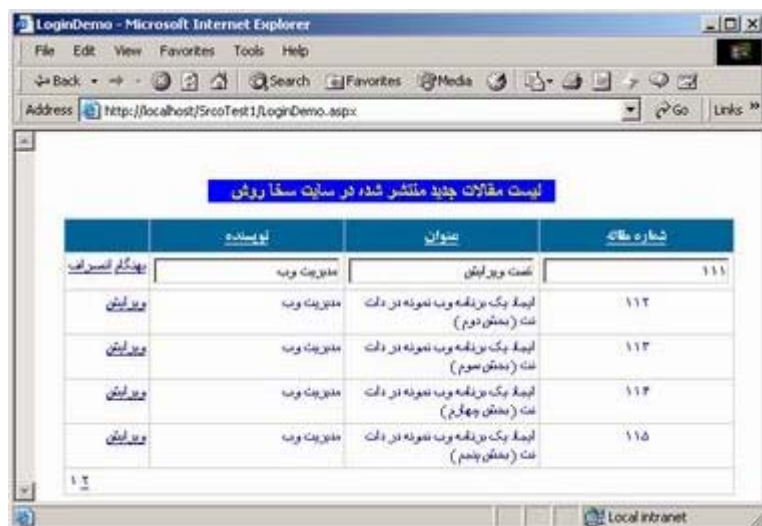 LoginDemo - Microsoft Internet Explorer
File Edit View Favorites Tools Help
Back Search Favorites Media
Address http://localhost/SrcoTest1/LoginDemo.aspx Go Links »
لیست مقالات جدید منتشر شده در سایت سخا روش
شماره مقاله عنوان نویسنده
۱۱۱ تست ویرایش مدیریت وب بهنگام انصراف
۱۱۲ ایجاد یک برنامه وب نمونه در دات مدیریت وب ویرایش
نت (بخش دوم)
۱۱۳ ایجاد یک برنامه وب نمونه در دات مدیریت وب ویرایش
نت (بخش سوم)
۱۱۴ ایجاد یک برنامه وب نمونه در دات مدیریت وب ویرایش
نت (بخش چهارم)
۱۱۵ ایجاد یک برنامه وب نمونه در دات مدیریت وب ویرایش
نت (بخش پنجم)
۱ ۲
Local intranet